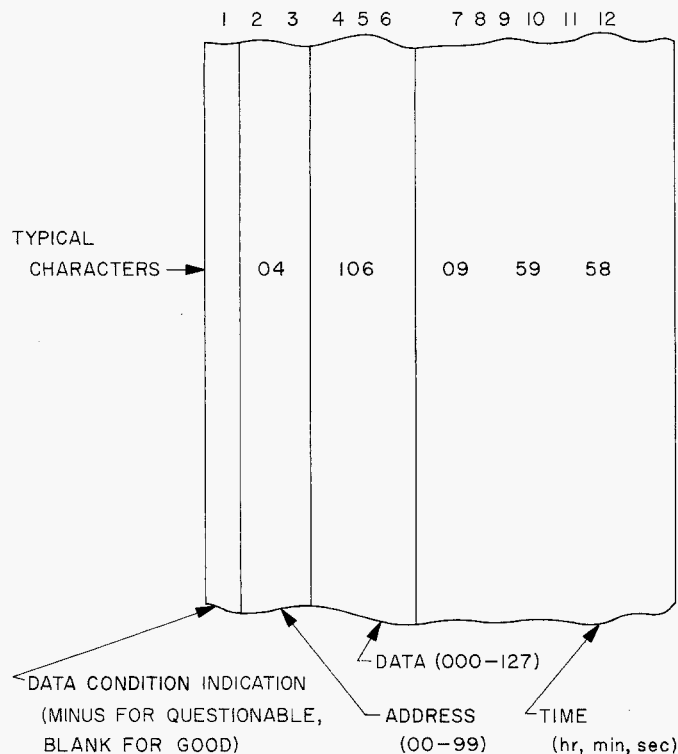 1 2 3 4 5 6 7 8 9 10 11 12
TYPICAL
CHARACTERS
04 106 09 59 58
DATA (000-127)
DATA CONDITION INDICATION
(MINUS FOR QUESTIONABLE,
BLANK FOR GOOD)
ADDRESS
(00-99)
TIME
(hr, min, sec)